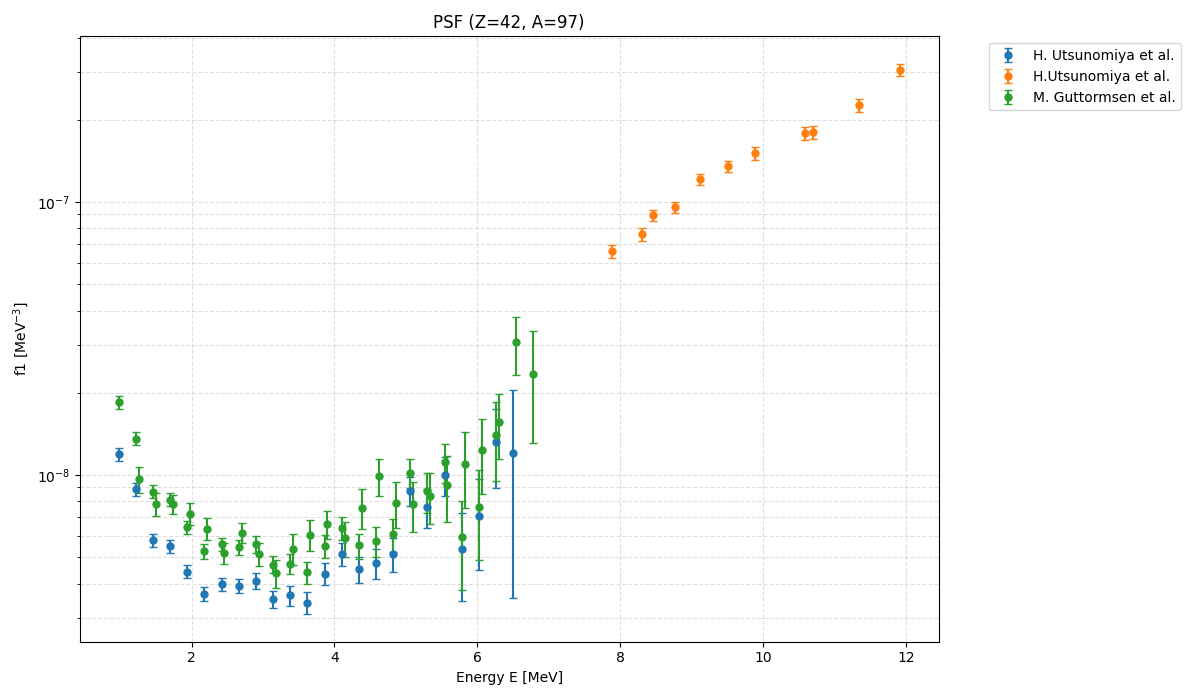 PSF (Z=42, A=97)
H. Utsunomiya et al.
H.Utsunomiya et al.
M. Guttormsen et al.
10⁻⁷
10⁻⁸
f1 [MeV⁻³]
2 4 6 8 10 12
Energy E [MeV]